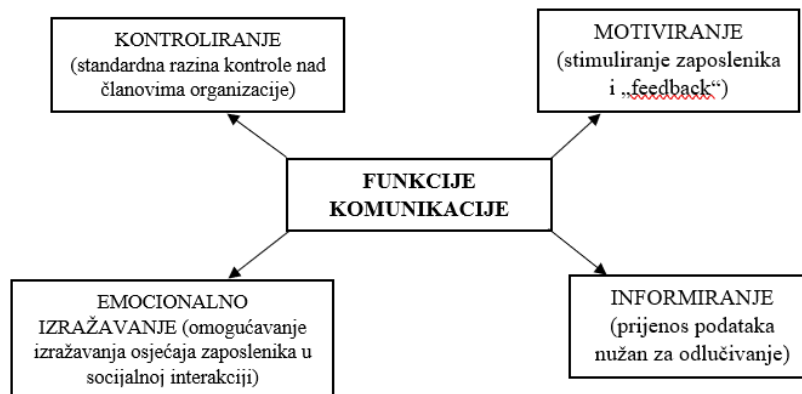 KONTROLIRANJE
(standardna razina kontrole nad
članovima organizacije)
MOTIVIRANJE
(stimuliranje zaposlenika
i „feedback“)
FUNKCIJE
KOMUNIKACIJE
EMOCIONALNO
IZRAŽAVANJE (omogućavanje
izražavanja osjećaja zaposlenika u
socijalnoj interakciji)
INFORMIRANJE
(prijenos podataka
nužan za odlučivanje)